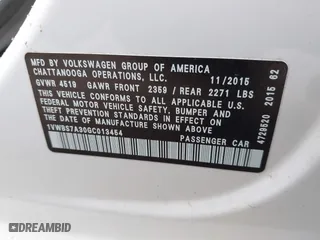 MFD BY VOLKSWAGEN GROUP OF AMERICA
CHATTANOOGA OPERATIONS, LLC. 11/2015
GVWR 4519 GAWR FRONT 2359 / REAR 2271 LBS
THIS VEHICLE CONFORMS TO ALL APPLICABLE
FEDERAL MOTOR VEHICLE SAFETY, BUMPER, AND
THEFT PREVENTION STANDARDS IN EFFECT ON THE
DATE OF MANUFACTURE SHOWN ABOVE.
1VWBS7A30GC013454 PASSENGER CAR
4729620 2015 62
DREAMBID
IAAI